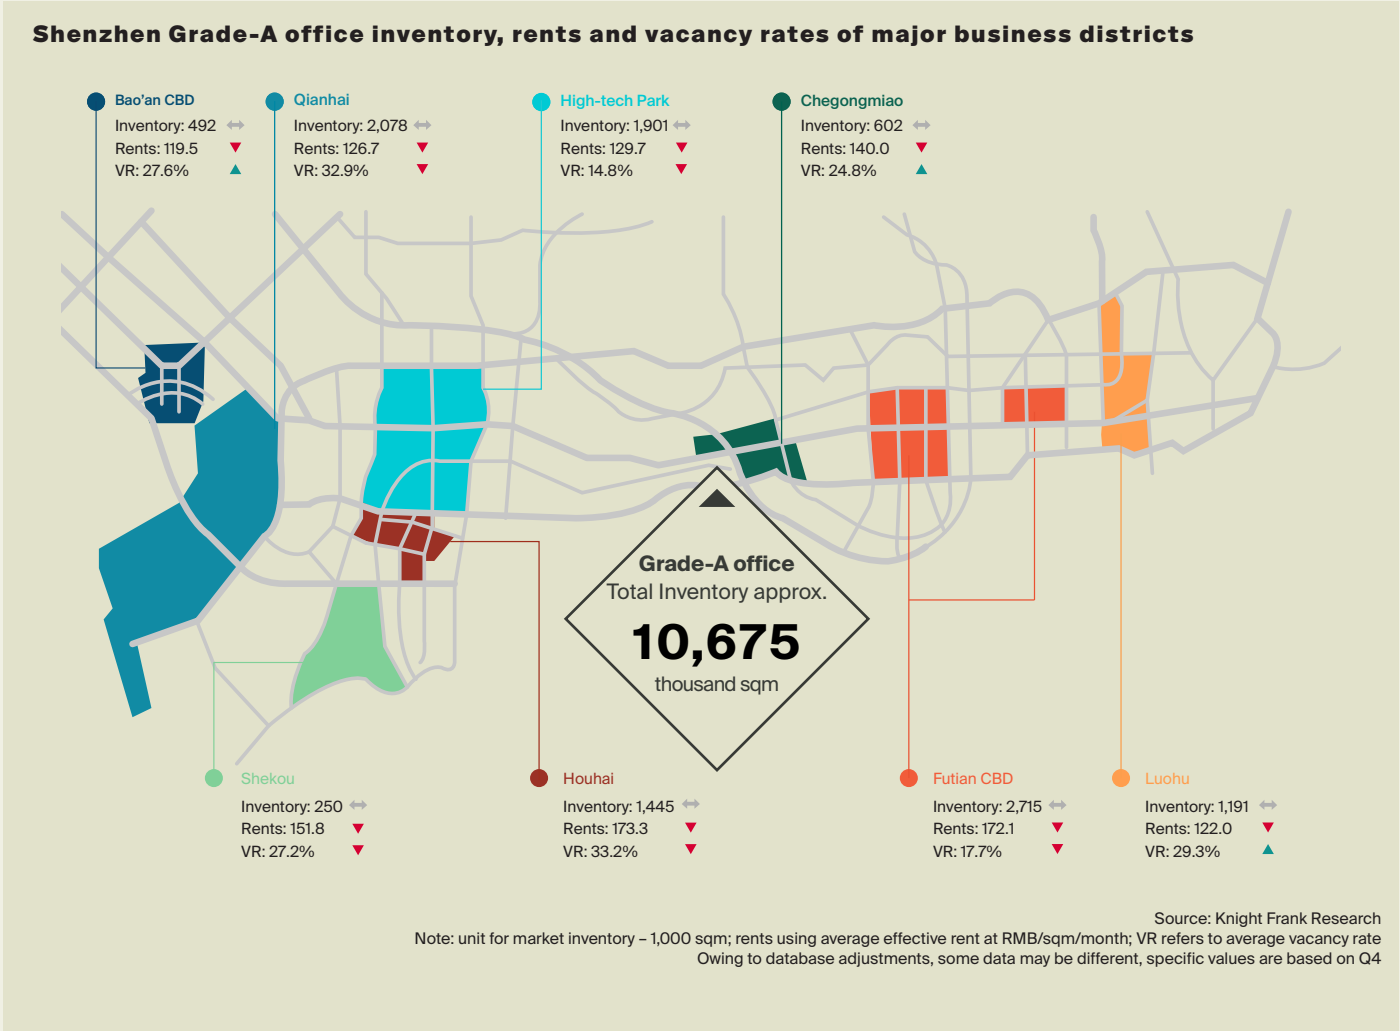 Shenzhen Grade-A office inventory, rents and vacancy rates of major business districts
Bao'an CBD
Inventory: 492
Rents: 119.5
VR: 27.6%
Qianhai
Inventory: 2,078
Rents: 126.7
VR: 32.9%
High-tech Park
Inventory: 1,901
Rents: 129.7
VR: 14.8%
Chegongmiao
Inventory: 602
Rents: 140.0
VR: 24.8%
Grade-A office
Total Inventory approx.
10,675
thousand sqm
Shekou
Inventory: 250
Rents: 151.8
VR: 27.2%
Houhai
Inventory: 1,445
Rents: 173.3
VR: 33.2%
Futian CBD
Inventory: 2,715
Rents: 172.1
VR: 17.7%
Luohu
Inventory: 1,191
Rents: 122.0
VR: 29.3%
Source: Knight Frank Research
Note: unit for market inventory – 1,000 sqm; rents using average effective rent at RMB/sqm/month; VR refers to average vacancy rate
Owing to database adjustments, some data may be different, specific values are based on Q4